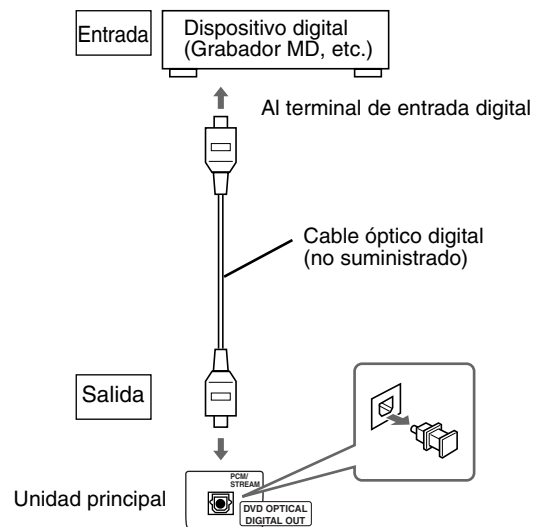 Entrada
Dispositivo digital
(Grabador MD, etc.)
Al terminal de entrada digital
Cable óptico digital
(no suministrado)
Salida
Unidad principal
PCM/
STREAM
DVD OPTICAL
DIGITAL OUT